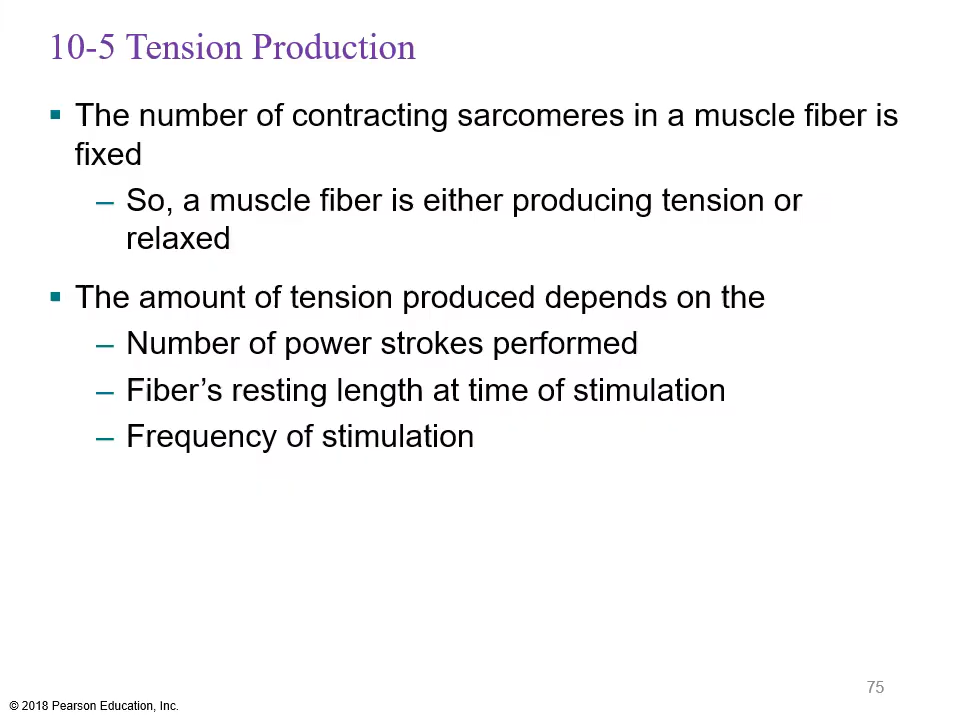 10-5 Tension Production
▪ The number of contracting sarcomeres in a muscle fiber is
fixed
– So, a muscle fiber is either producing tension or
relaxed
▪ The amount of tension produced depends on the
– Number of power strokes performed
– Fiber’s resting length at time of stimulation
– Frequency of stimulation
75
© 2018 Pearson Education, Inc.